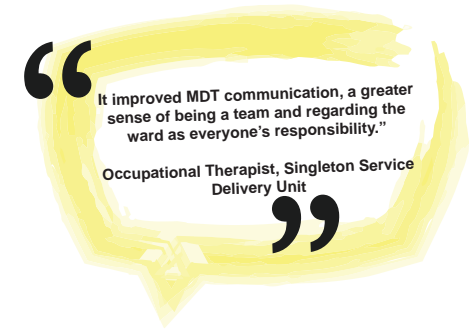 It improved MDT communication, a greater
sense of being a team and regarding the
ward as everyone's responsibility.”
Occupational Therapist, Singleton Service
Delivery Unit